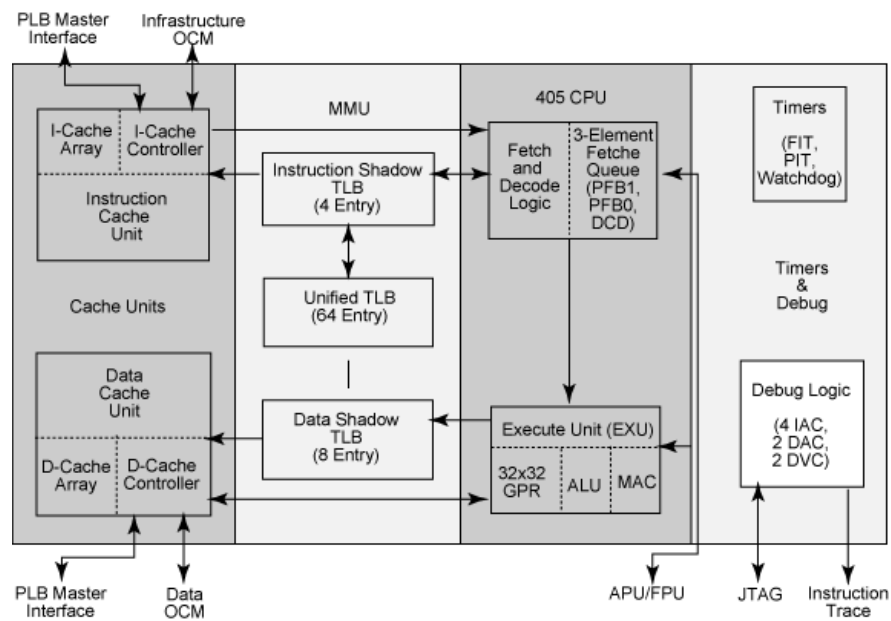 PLB Master
Interface
Infrastructure
OCM
MMU
405 CPU
I-Cache
Array
I-Cache
Controller
Instruction
Cache
Unit
Instruction Shadow
TLB
(4 Entry)
Fetch
and
Decode
Logic
3-Element
Fetche
Queue
(PFB1,
PFB0,
DCD)
Timers
(FIT,
PIT,
Watchdog)
Cache Units
Unified TLB
(64 Entry)
Timers
&
Debug
Data
Cache
Unit
D-Cache
Array
D-Cache
Controller
Data Shadow
TLB
(8 Entry)
Execute Unit (EXU)
32x32
GPR
ALU
MAC
Debug Logic
(4 IAC,
2 DAC,
2 DVC)
PLB Master
Interface
Data
OCM
APU/FPU
JTAG
Instruction
Trace